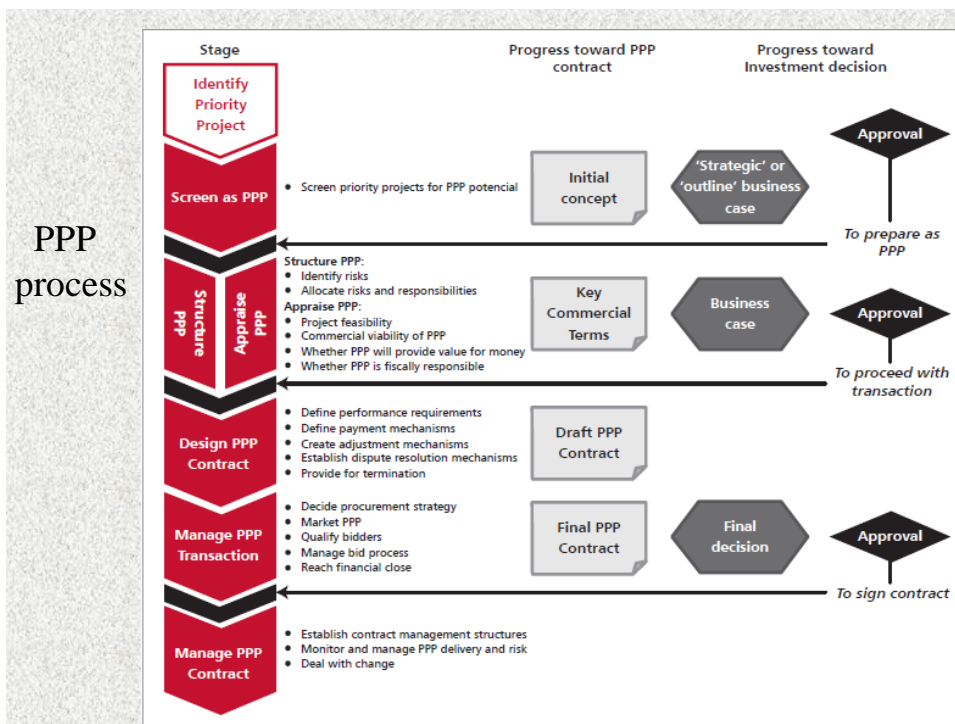 PPP
process
Stage
Progress toward PPP
contract
Progress toward
Investment decision
Identify
Priority
Project
Approval
Screen as PPP
• Screen priority projects for PPP potencial
Initial
concept
‘Strategic’ or
‘outline’ business
case
To prepare as
PPP
Structure
PPP
Appraise
PPP
Structure PPP:
• Identify risks
• Allocate risks and responsibilities
Appraise PPP:
• Project feasibility
• Commercial viability of PPP
• Whether PPP will provide value for money
• Whether PPP is fiscally responsible
Key
Commercial
Terms
Business
case
Approval
To proceed with
transaction
Design PPP
Contract
• Define performance requirements
• Define payment mechanisms
• Create adjustment mechanisms
• Establish dispute resolution mechanisms
• Provide for termination
Draft PPP
Contract
Manage PPP
Transaction
• Decide procurement strategy
• Market PPP
• Qualify bidders
• Manage bid process
• Reach financial close
Final PPP
Contract
Final
decision
Approval
To sign contract
Manage PPP
Contract
• Establish contract management structures
• Monitor and manage PPP delivery and risk
• Deal with change